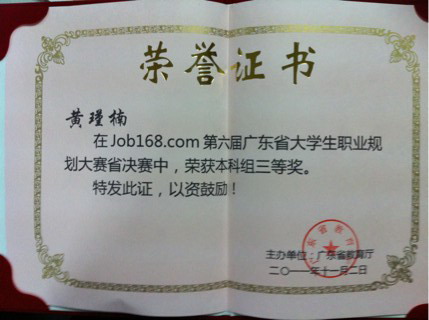 荣誉证书
黄瑾楠
在Job168.com 第六届广东省大学生职业规
划大赛省决赛中，荣获本科组三等奖。
特发此证，以资鼓励！
主办单位：广东省教育厅
二〇一一年十一月二日